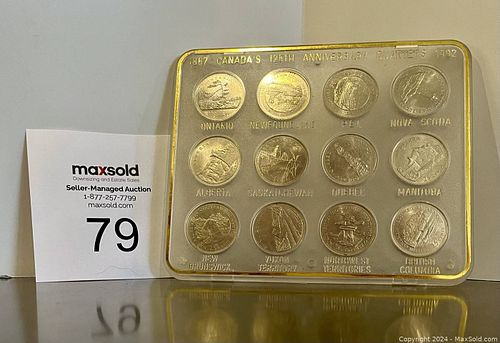 1867 CANADA'S 125TH ANNIVERSARY QUARTERS 1992
ONTARIO NEWFOUNDLAND P.E.I. NOVA SCOTIA
ALBERTA SASKATCHEWAN QUEBEC MANITOBA
NEW BRUNSWICK YUKON TERRITORY NORTHWEST TERRITORIES BRITISH COLUMBIA
maxsold
Downsizing and Estate Sales
Seller-Managed Auction
1-877-257-7799
maxsold.com
79
Copyright 2024 - MaxSold.com